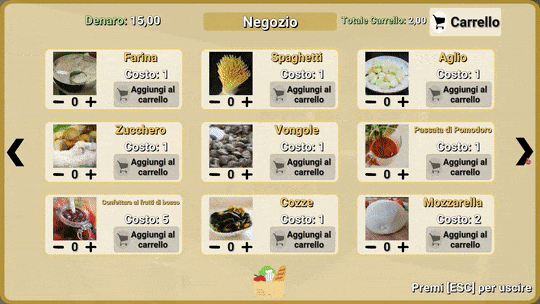 Denaro: 15,00
Negozio
Totale Carrello: 2,00
Carrello
Farina
Costo: 1
Aggiungi al
carrello
0
Spaghetti
Costo: 1
Aggiungi al
carrello
0
Aglio
Costo: 1
Aggiungi al
carrello
0
Zucchero
Costo: 1
Aggiungi al
carrello
0
Vongole
Costo: 1
Aggiungi al
carrello
0
Passata di Pomodoro
Costo: 1
Aggiungi al
carrello
0
Confettura ai frutti di bosco
Costo: 5
Aggiungi al
carrello
0
Cozze
Costo: 1
Aggiungi al
carrello
0
Mozzarella
Costo: 2
Aggiungi al
carrello
0
Premi [ESC] per uscire